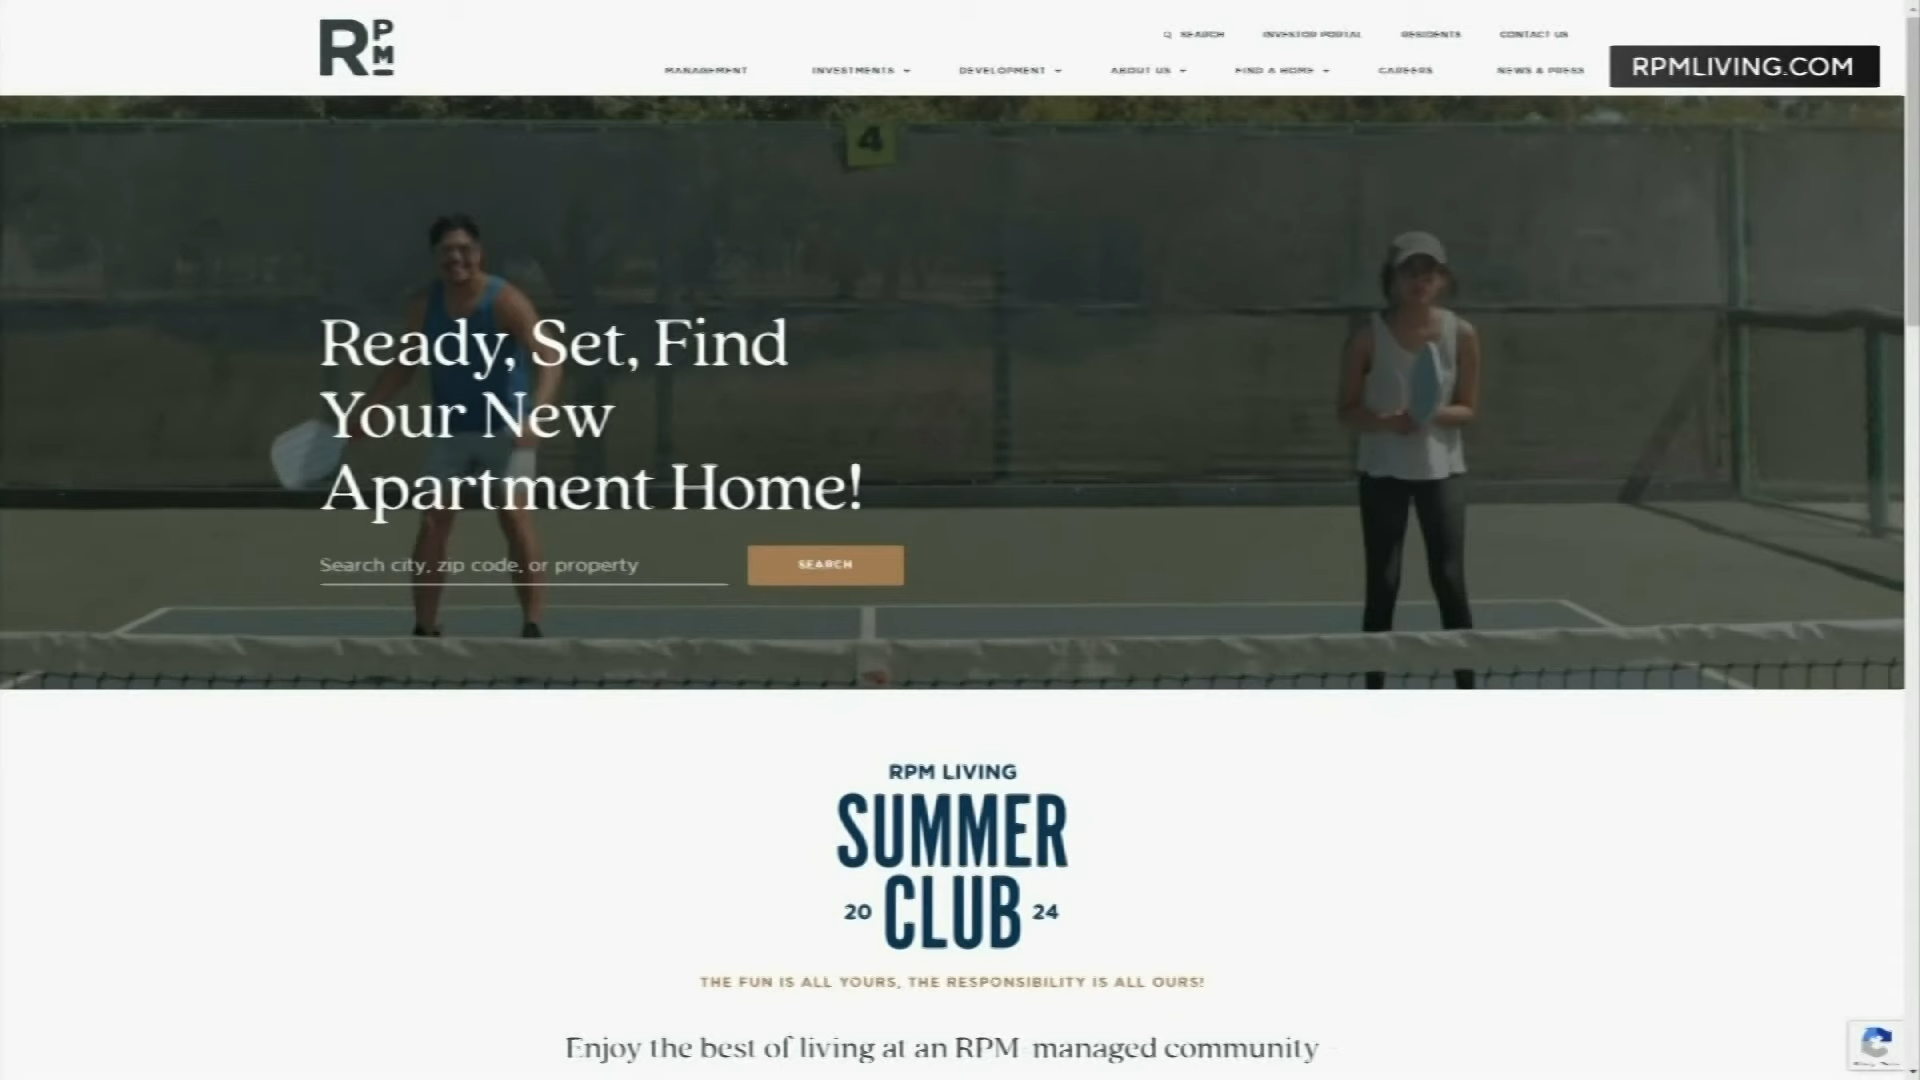 RPM
SEARCH INVESTOR PORTAL RESIDENTS CONTACT US
RPMLIVING.COM
MANAGEMENT INVESTMENTS DEVELOPMENT ABOUT US FIND A HOME CAREERS NEWS & PRESS
4
Ready, Set, Find
Your New
Apartment Home!
Search city, zip code, or property
SEARCH
RPM LIVING
SUMMER
20 CLUB 24
THE FUN IS ALL YOURS, THE RESPONSIBILITY IS ALL OURS!
Enjoy the best of living at an RPM-managed community